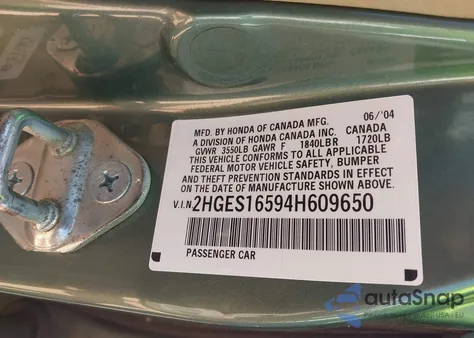 MFD. BY HONDA OF CANADA MFG. 06/'04
A DIVISION OF HONDA CANADA INC. CANADA
GVWR 3550LB GAWR F 1840LB R 1720LB
THIS VEHICLE CONFORMS TO ALL APPLICABLE
FEDERAL MOTOR VEHICLE SAFETY, BUMPER
AND THEFT PREVENTION STANDARDS IN EFFECT
ON THE DATE OF MANUFACTURE SHOWN ABOVE.
V.I.N. 2HGES16594H609650
PASSENGER CAR
autoSnap